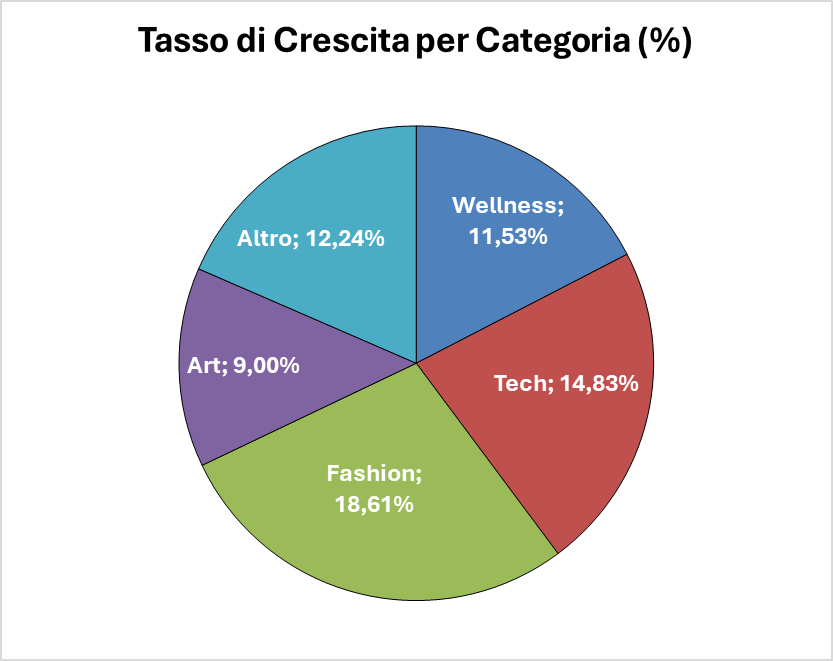 Tasso di Crescita per Categoria (%)
Wellness;
11,53%
Altro; 12,24%
Art; 9,00%
Tech; 14,83%
Fashion;
18,61%